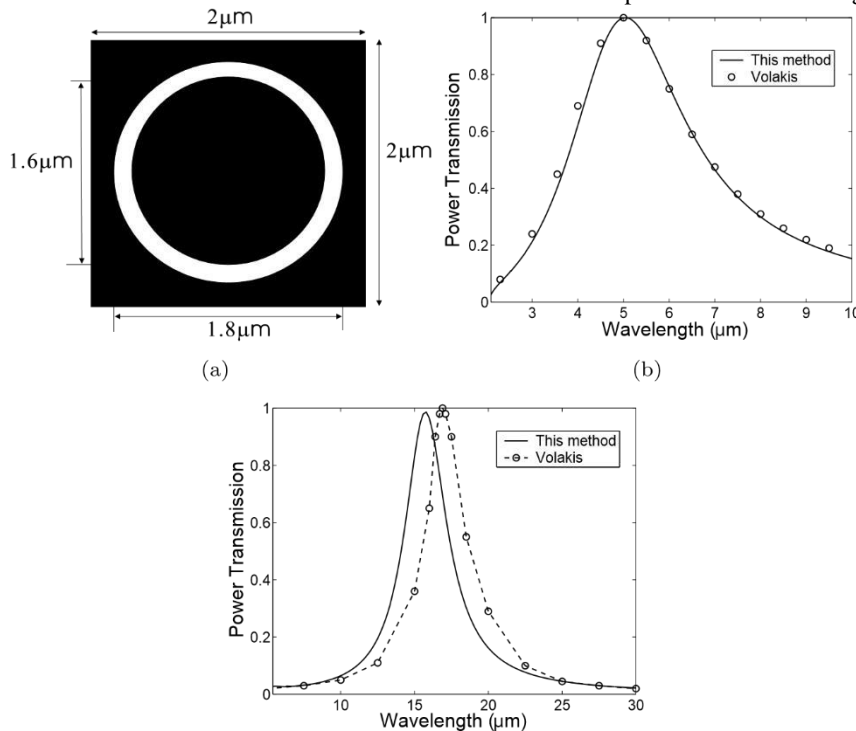 2μm
1.6μm
2μm
1.8μm
(a)
1
0.8
0.6
0.4
0.2
0
Power Transmission
This method
Volakis
3 4 5 6 7 8 9 10
Wavelength (μm)
(b)
1
0.8
0.6
0.4
0.2
0
Power Transmission
This method
Volakis
10 15 20 25 30
Wavelength (μm)